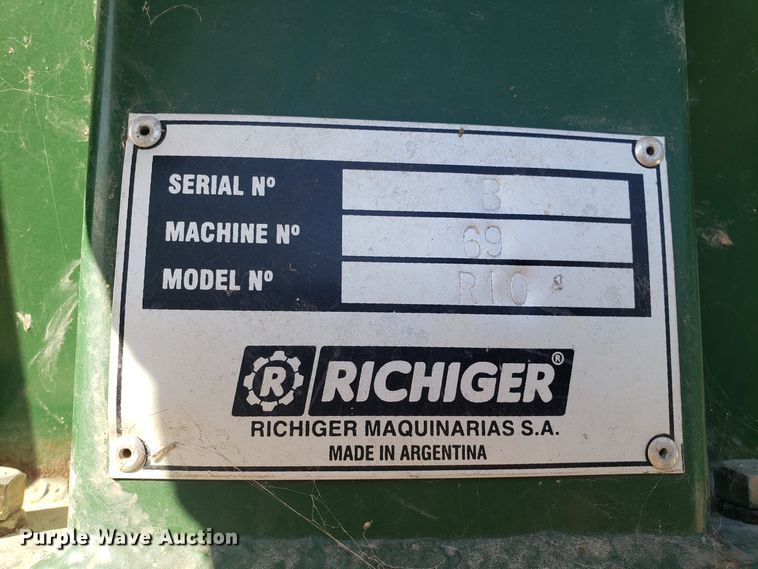 SERIAL Nº B
MACHINE Nº 69
MODEL Nº R10
R RICHIGER®
RICHIGER MAQUINARIAS S.A.
MADE IN ARGENTINA
Purple Wave Auction